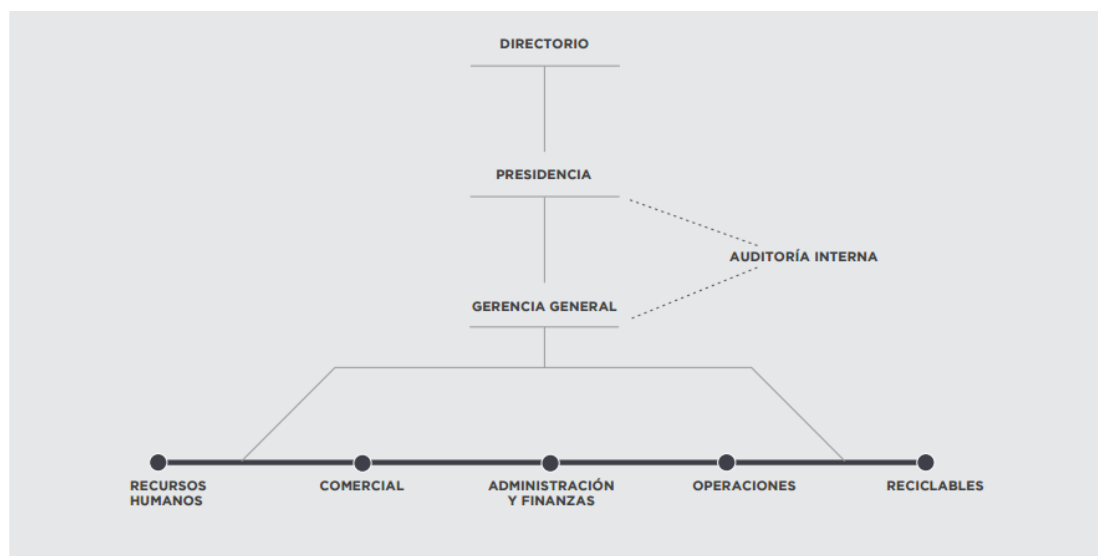 DIRECTORIO
PRESIDENCIA
AUDITORÍA INTERNA
GERENCIA GENERAL
RECURSOS
HUMANOS
COMERCIAL
ADMINISTRACIÓN
Y FINANZAS
OPERACIONES
RECICLABLES